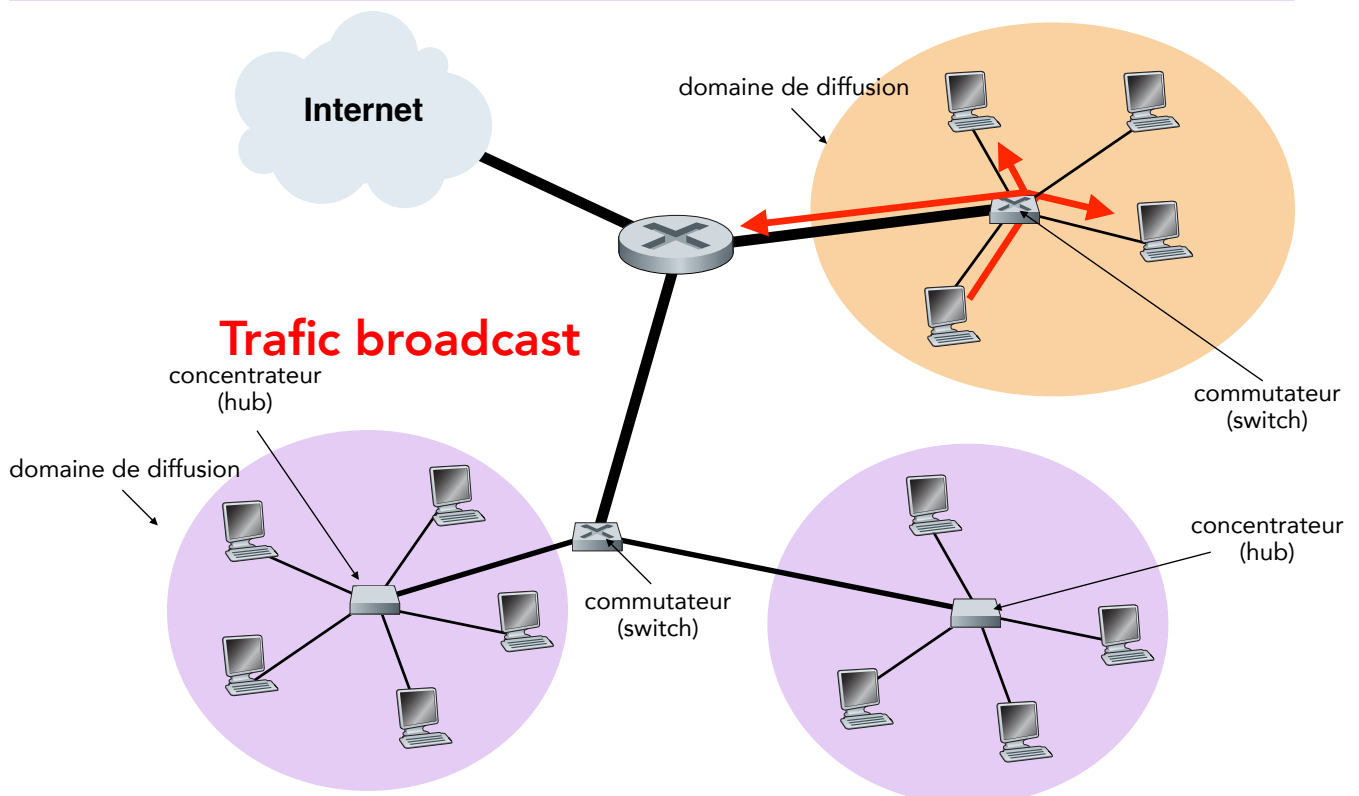 Internet
domaine de diffusion
Trafic broadcast
concentrateur
(hub)
commutateur
(switch)
domaine de diffusion
concentrateur
(hub)
commutateur
(switch)